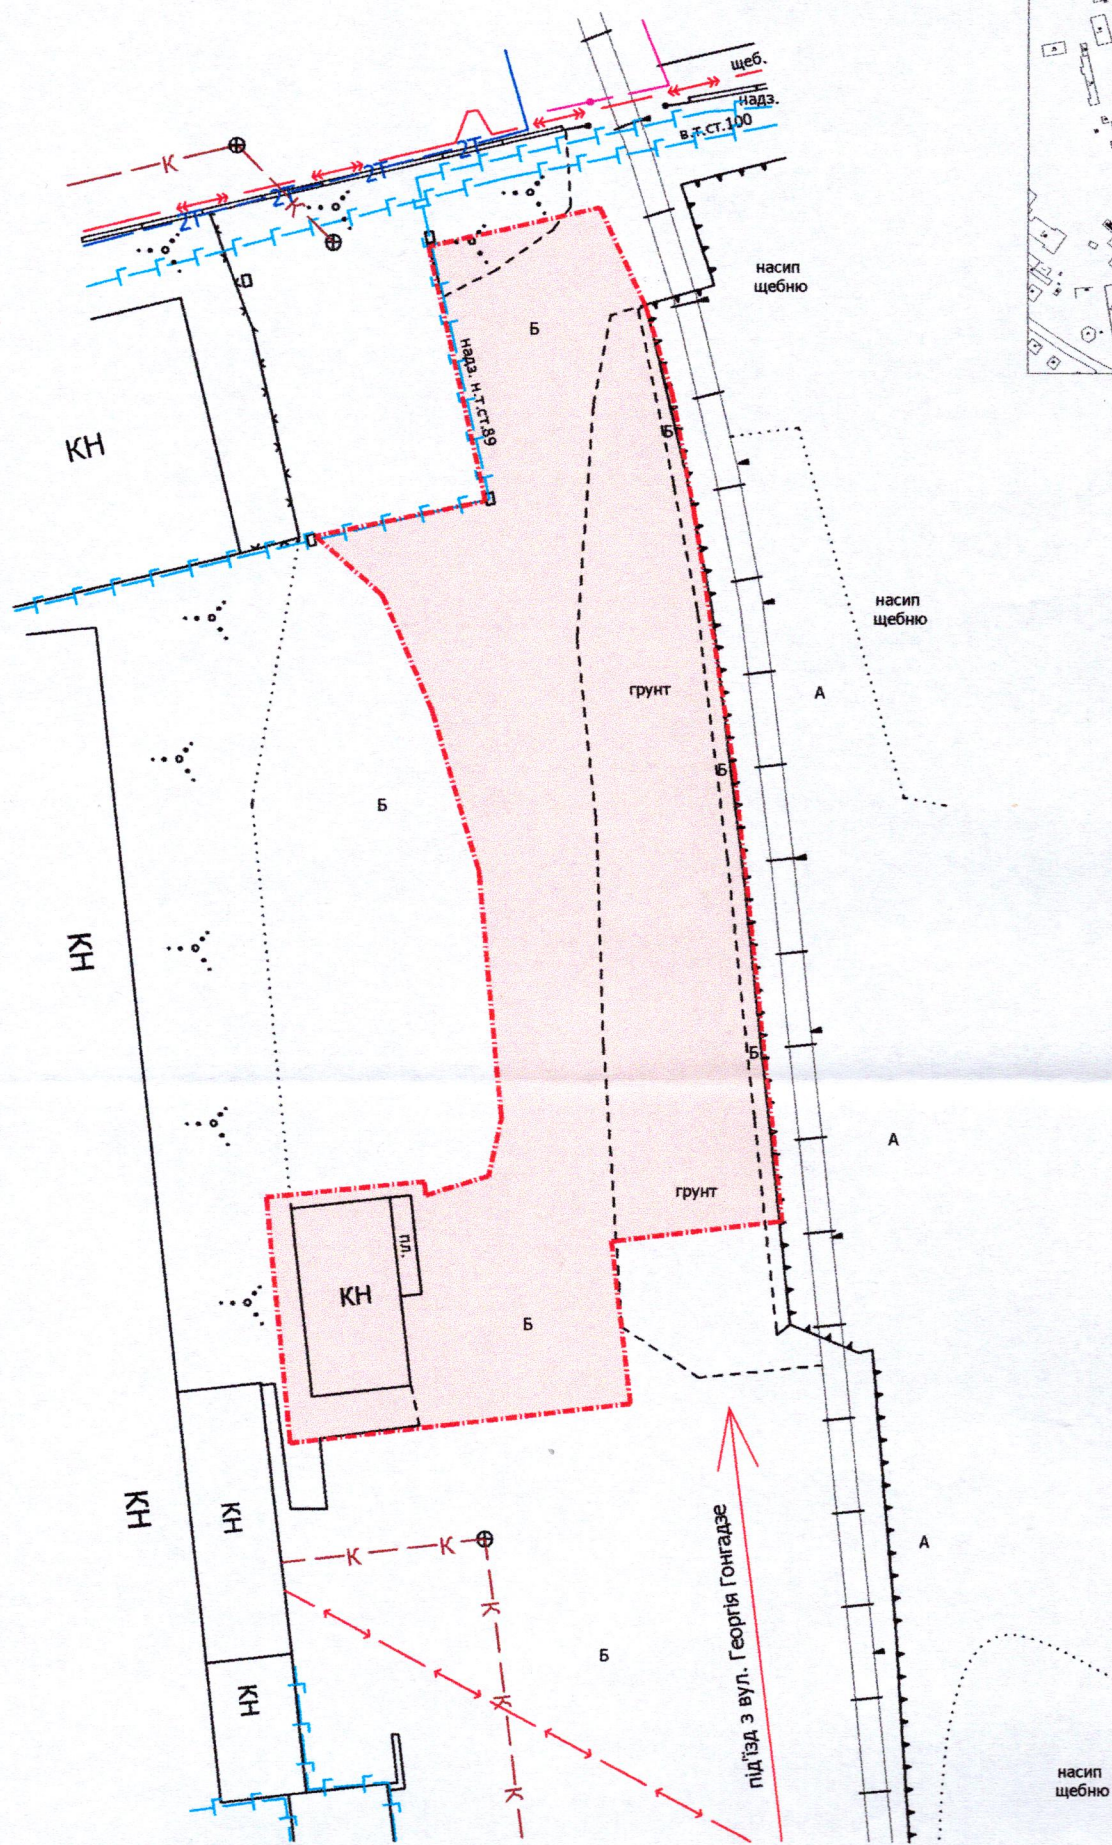 щеб.
надз.
в.т.ст.100
К
К
2Т
2Т
2Т
2Т
насип
щебню
Б
надз. н.т.ст.89
КН
Б
насип
щебню
грунт
А
Б
Б
КН
Б
А
грунт
пл.
КН
Б
КН
КН
К
К
К
А
під'їзд з вул. Георгія Гонгадзе
Б
КН
К
К
насип
щебню